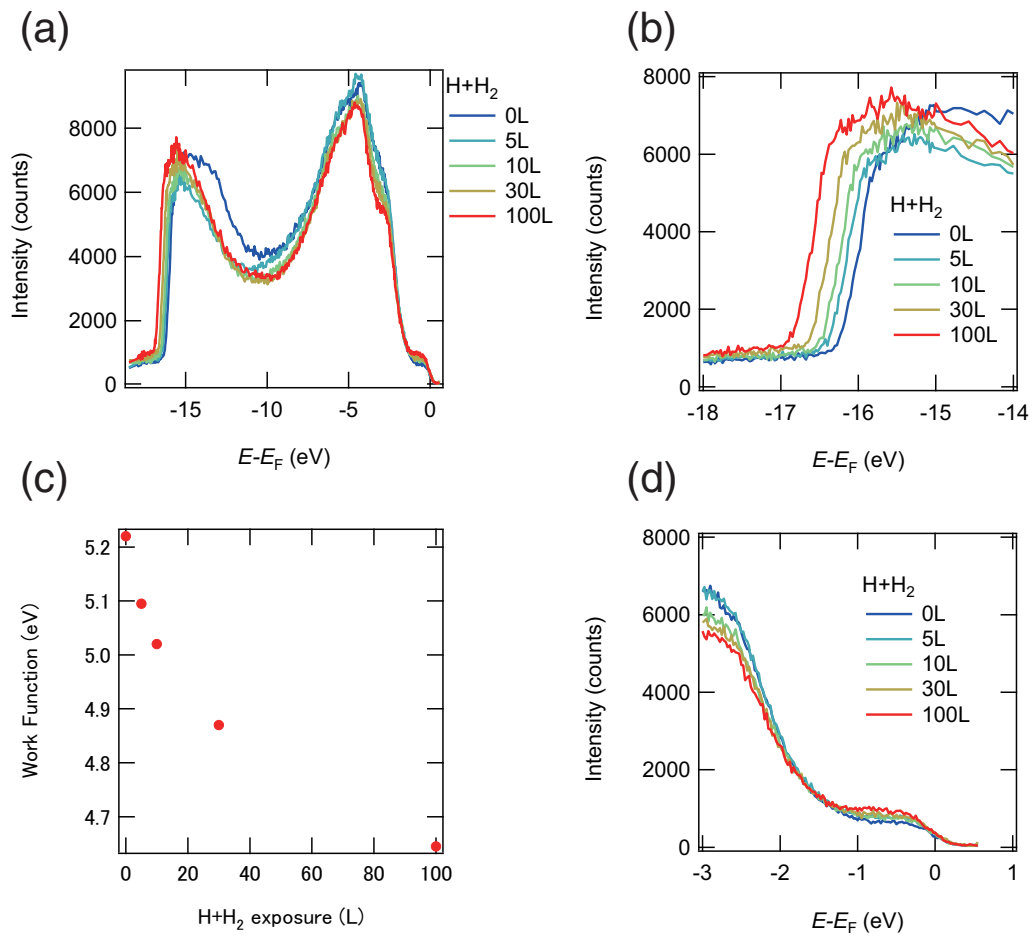 (a)
H+H2
0L
5L
10L
30L
100L
8000
6000
4000
2000
0
-15
-10
-5
0
Intensity (counts)
E-EF (eV)
(b)
8000
6000
4000
2000
0
-18
-17
-16
-15
-14
Intensity (counts)
E-EF (eV)
H+H2
0L
5L
10L
30L
100L
(c)
5.2
5.1
5.0
4.9
4.8
4.7
0
20
40
60
80
100
Work Function (eV)
H+H2 exposure (L)
(d)
8000
6000
4000
2000
0
-3
-2
-1
0
1
Intensity (counts)
E-EF (eV)
H+H2
0L
5L
10L
30L
100L